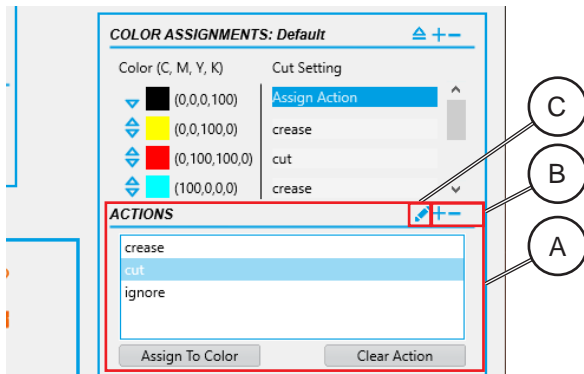 COLOR ASSIGNMENTS: Default
Color (C, M, Y, K) Cut Setting
(0,0,0,100) Assign Action
(0,0,100,0) crease
(0,100,100,0) cut
(100,0,0,0) crease
ACTIONS
crease
cut
ignore
Assign To Color Clear Action
C
B
A